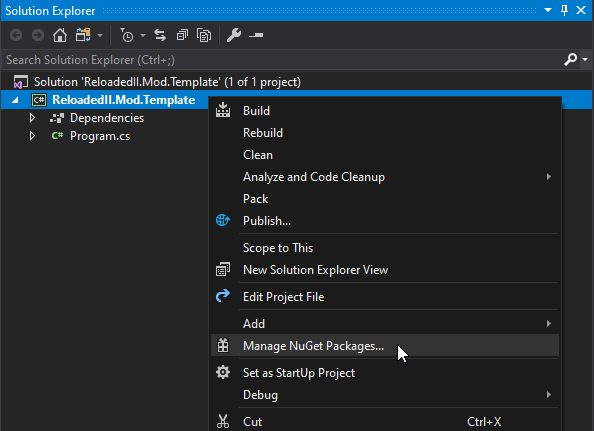 Solution Explorer
Search Solution Explorer (Ctrl+;)
Solution 'ReloadedII.Mod.Template' (1 of 1 project)
C# ReloadedII.Mod.Template
Dependencies
C# Program.cs
Build
Rebuild
Clean
Analyze and Code Cleanup
Pack
Publish...
Scope to This
New Solution Explorer View
Edit Project File
Add
Manage NuGet Packages...
Set as StartUp Project
Debug
Cut Ctrl+X